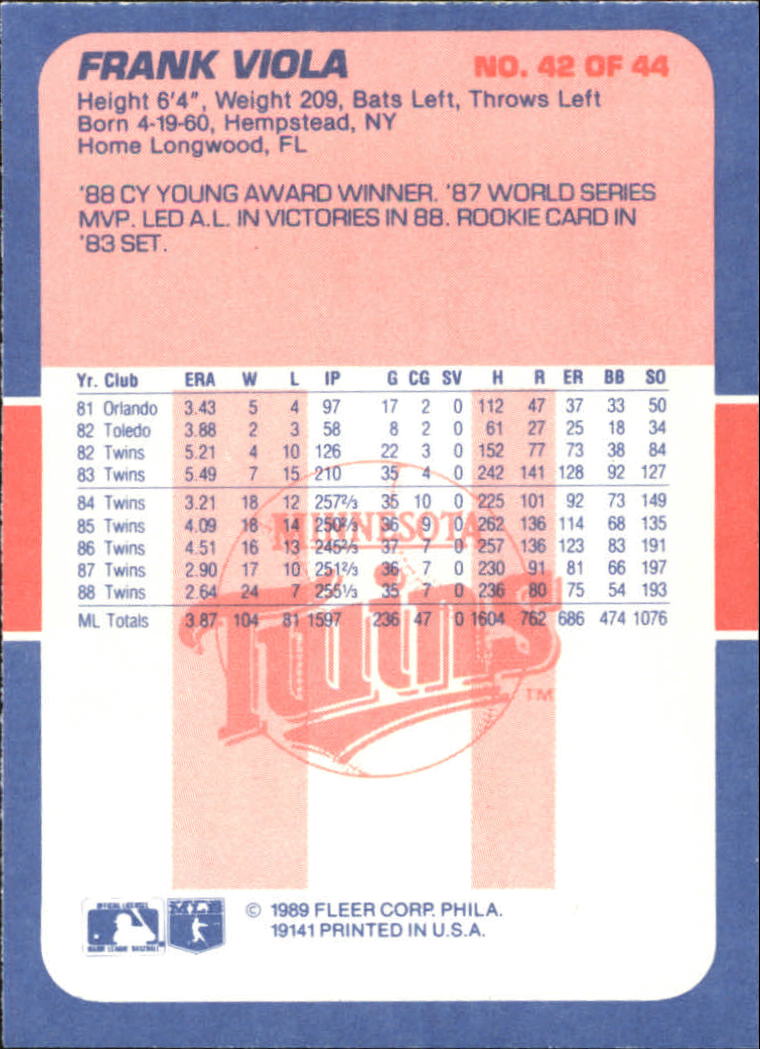 FRANK VIOLA NO. 42 OF 44
Height 6'4", Weight 209, Bats Left, Throws Left
Born 4-19-60, Hempstead, NY
Home Longwood, FL
'88 CY YOUNG AWARD WINNER. '87 WORLD SERIES
MVP. LED A.L. IN VICTORIES IN 88. ROOKIE CARD IN
'83 SET.
Yr. Club ERA W L IP G CG SV H R ER BB SO
81 Orlando 3.43 5 4 97 17 2 0 112 47 37 33 50
82 Toledo 3.88 2 3 58 8 2 0 61 27 25 18 34
82 Twins 5.21 4 10 126 22 3 0 152 77 73 38 84
83 Twins 5.49 7 15 210 35 4 0 242 141 128 92 127
84 Twins 3.21 18 12 257⅔ 35 10 0 225 101 92 73 149
85 Twins 4.09 18 14 250⅔ 36 9 0 262 136 114 68 135
86 Twins 4.51 16 13 245⅔ 37 7 0 257 136 123 83 191
87 Twins 2.90 17 10 251⅔ 36 7 0 230 91 81 66 197
88 Twins 2.64 24 7 255⅓ 35 7 0 236 80 75 54 193
ML Totals 3.87 104 81 1597 236 47 0 1604 762 686 474 1076
MINNESOTA
Twins
TM
OFFICIAL LICENSEE
MAJOR LEAGUE BASEBALL
© 1989 FLEER CORP. PHILA.
19141 PRINTED IN U.S.A.